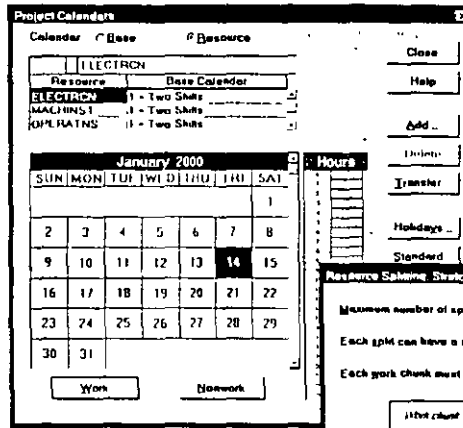 Project Calendars
Calendar Base Resource
Close
ELECTRCN
Help
Resource Base Calendar
ELECTRCN 1 - Two Shifts
MACHINST 1 - Two Shifts
OPERATNS 1 - Two Shifts
Add...
Delete
Transfer
January 2000 Hours
SUN MON TUE WED THU FRI SAT
1
2 3 4 5 6 7 8
Holidays...
9 10 11 12 13 14 15
Standard
16 17 18 19 20 21 22
23 24 25 26 27 28 29
30 31
Work Nonwork
Resource Splitting
Maximum number of
Each split can have a
Each work chunk must